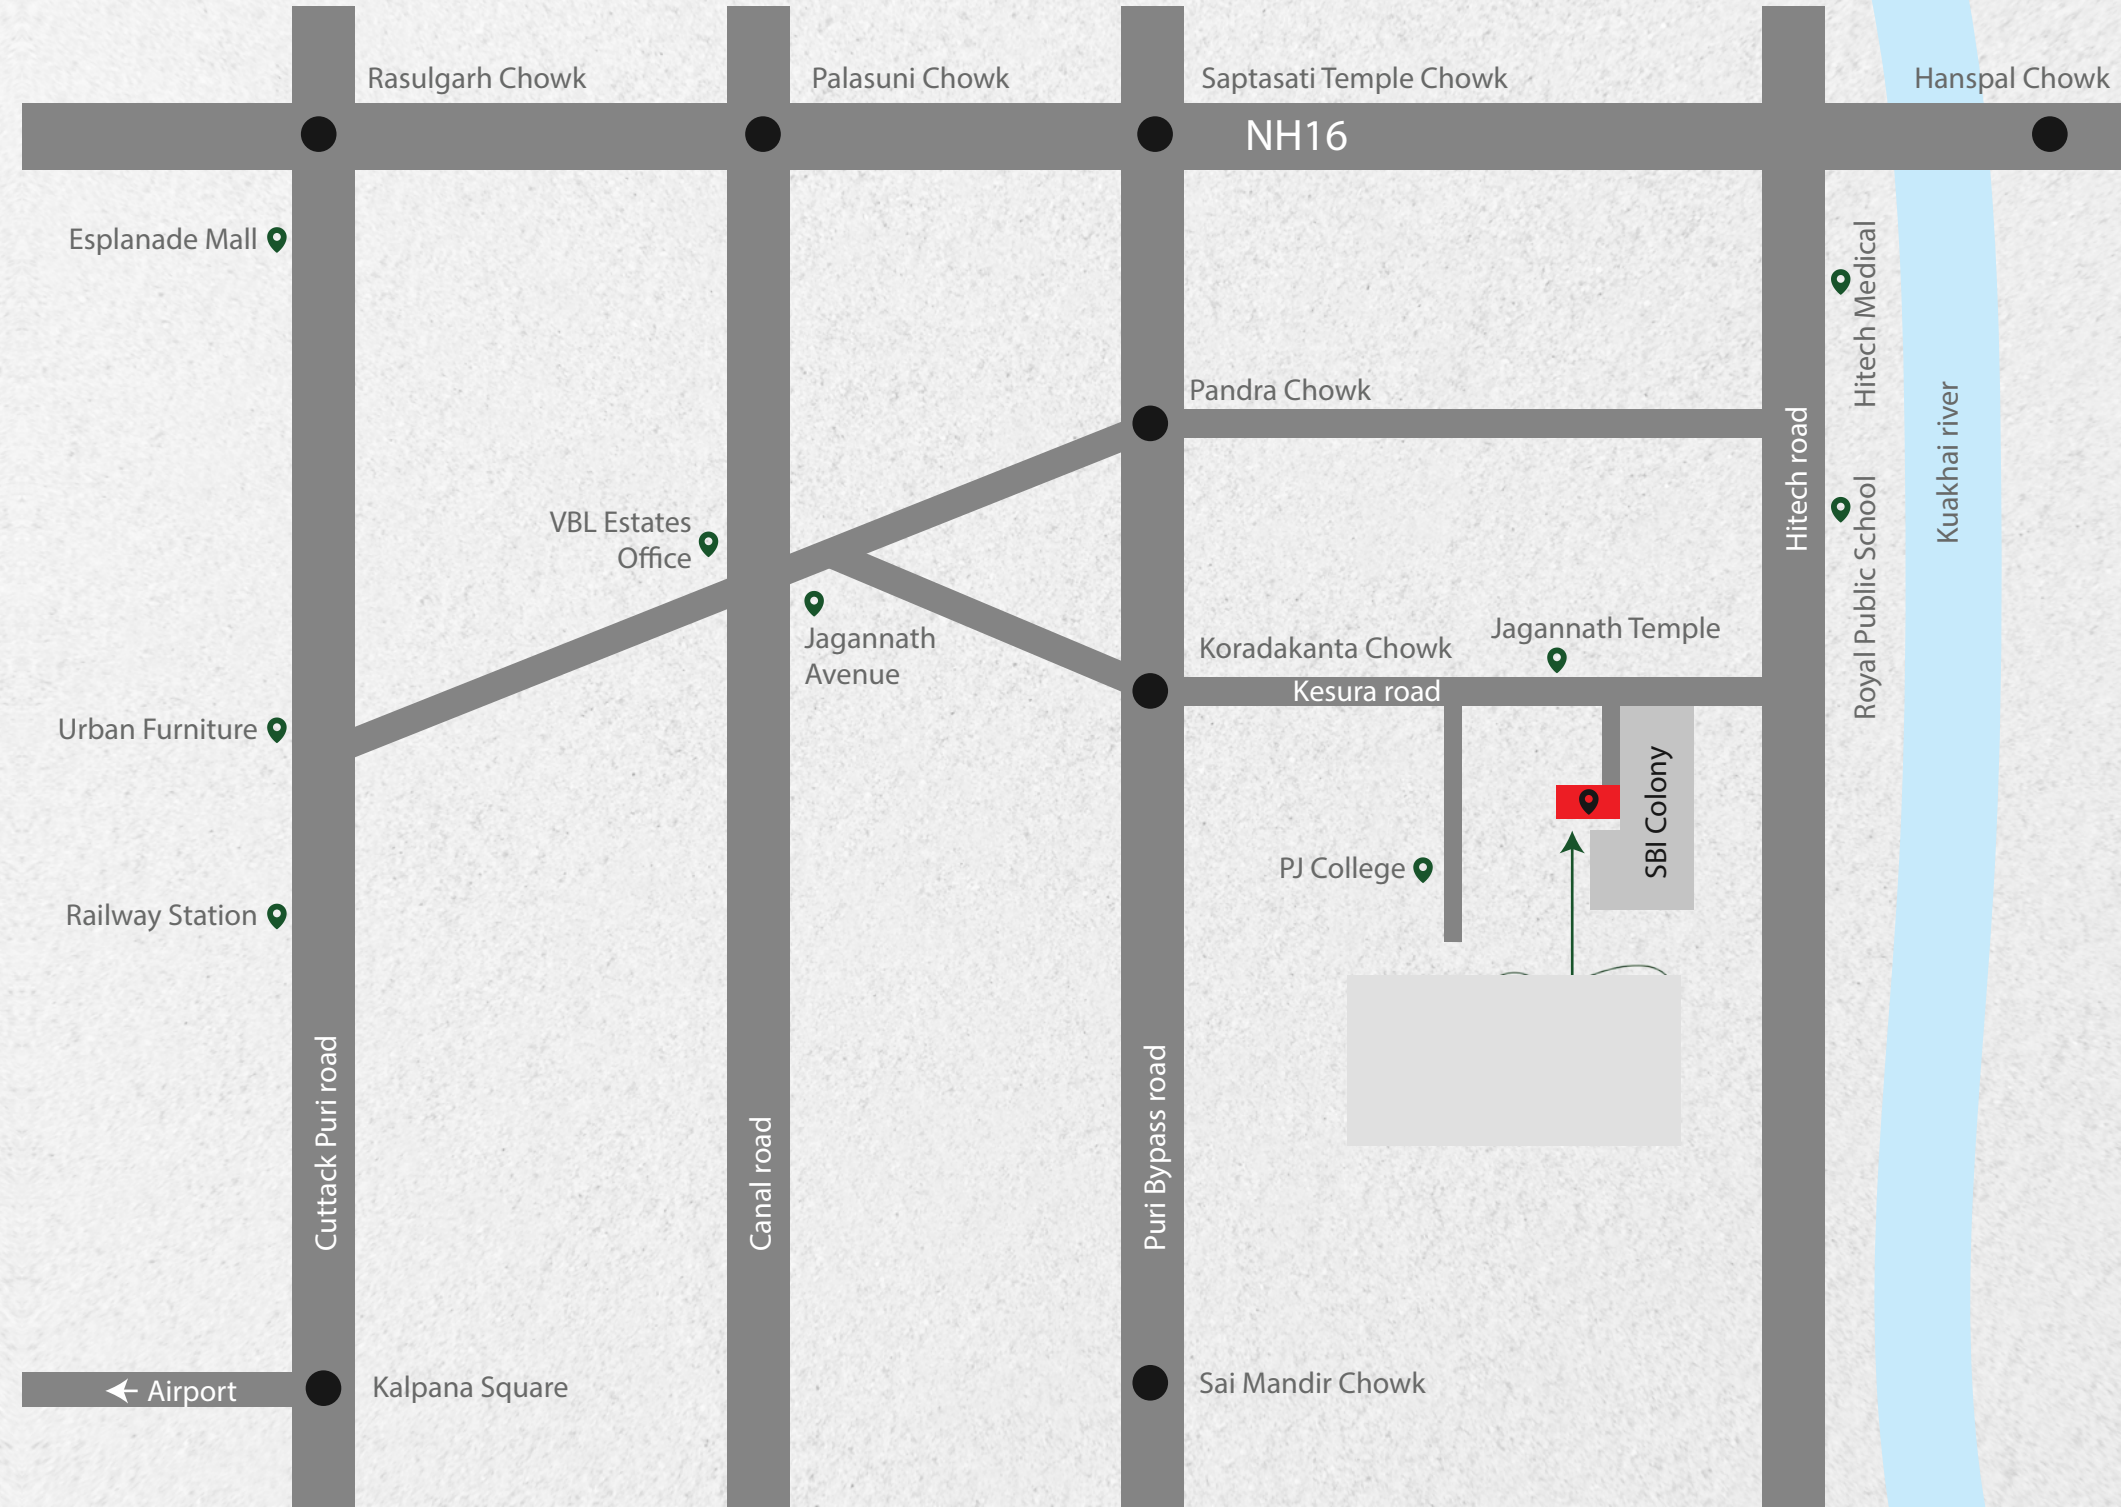 Rasulgarh Chowk
Palasuni Chowk
Saptasati Temple Chowk
Hanspal Chowk
NH16
Esplanade Mall
Hitech Medical
Pandra Chowk
Hitech road
Kuakhai river
Royal Public School
VBL Estates
Office
Jagannath
Avenue
Koradakanta Chowk
Jagannath Temple
Kesura road
Urban Furniture
SBI Colony
PJ College
Railway Station
Cuttack Puri road
Canal road
Puri Bypass road
Airport
Kalpana Square
Sai Mandir Chowk